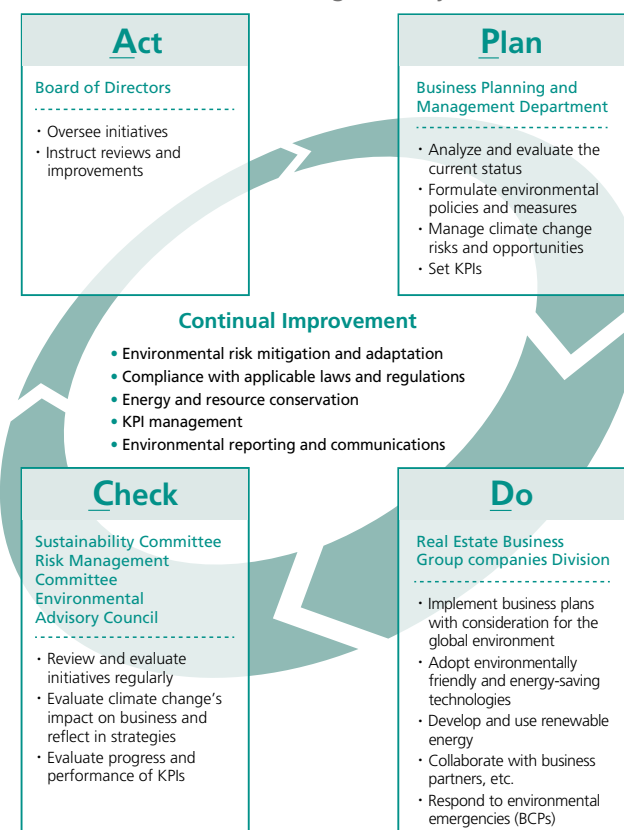 Act
Board of Directors
・Oversee initiatives
・Instruct reviews and
improvements
Plan
Business Planning and
Management Department
・Analyze and evaluate the
current status
・Formulate environmental
policies and measures
・Manage climate change
risks and opportunities
・Set KPIs
Continual Improvement
• Environmental risk mitigation and adaptation
• Compliance with applicable laws and regulations
• Energy and resource conservation
• KPI management
• Environmental reporting and communications
Check
Sustainability Committee
Risk Management
Committee
Environmental
Advisory Council
・Review and evaluate
initiatives regularly
・Evaluate climate change's
impact on business and
reflect in strategies
・Evaluate progress and
performance of KPIs
Do
Real Estate Business
Group companies Division
・Implement business plans
with consideration for the
global environment
・Adopt environmentally
friendly and energy-saving
technologies
・Develop and use renewable
energy
・Collaborate with business
partners, etc.
・Respond to environmental
emergencies (BCPs)